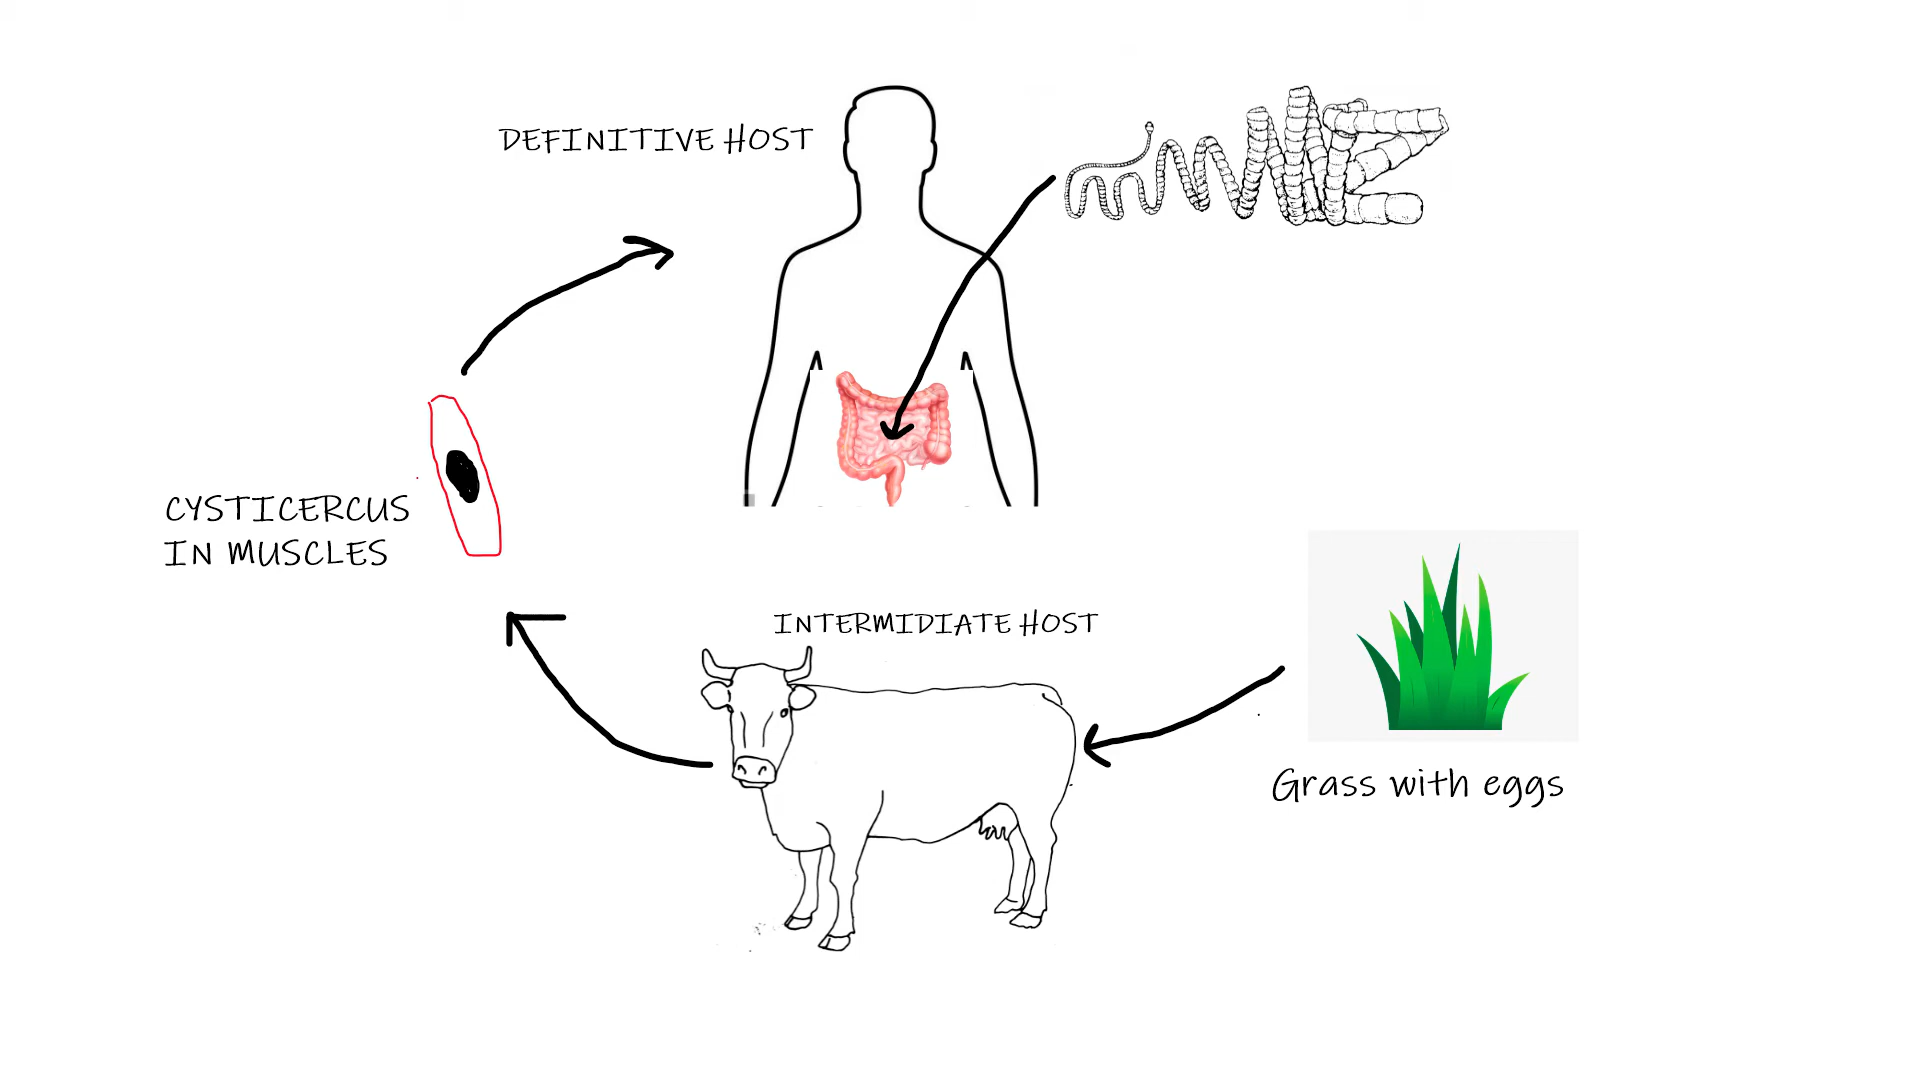 DEFINITIVE HOST
CYSTICERCUS
IN MUSCLES
INTERMIDIATE HOST
Grass with eggs